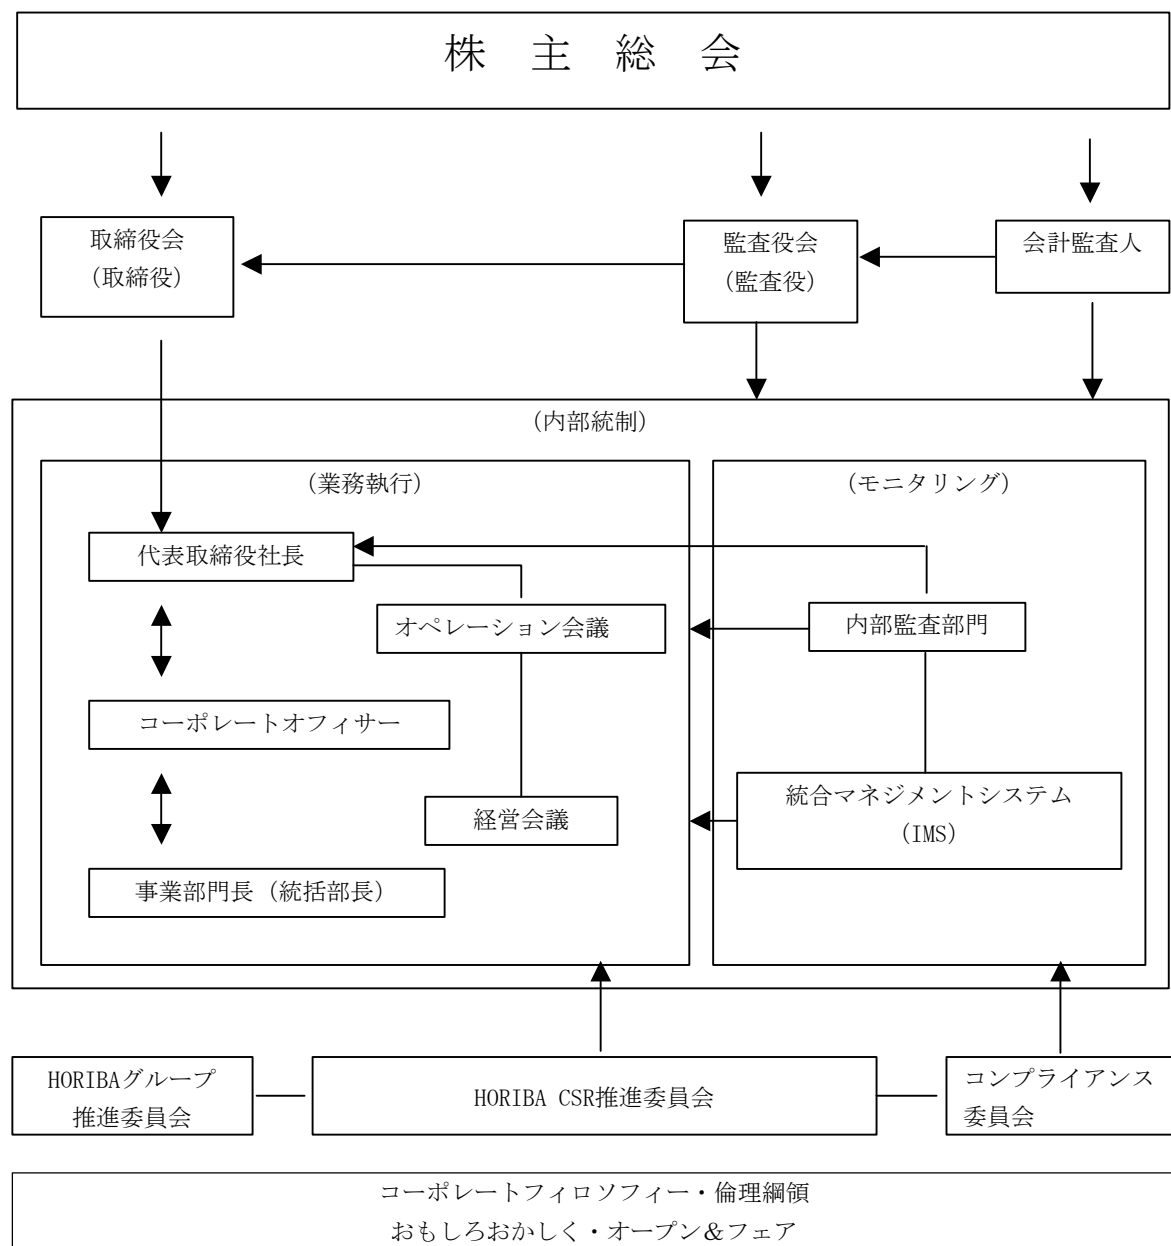 株 主 総 会
取締役会
(取締役)
監査役会
(監査役)
会計監査人
(内部統制)
(業務執行)
(モニタリング)
代表取締役社長
オペレーション会議
内部監査部門
コーポレートオフィサー
経営会議
統合マネジメントシステム
(IMS)
事業部門長 (統括部長)
HORIBAグループ
推進委員会
HORIBA CSR推進委員会
コンプライアンス
委員会
コーポレートフィロソフィー・倫理綱領
おもしろおかしく・オープン&フェア